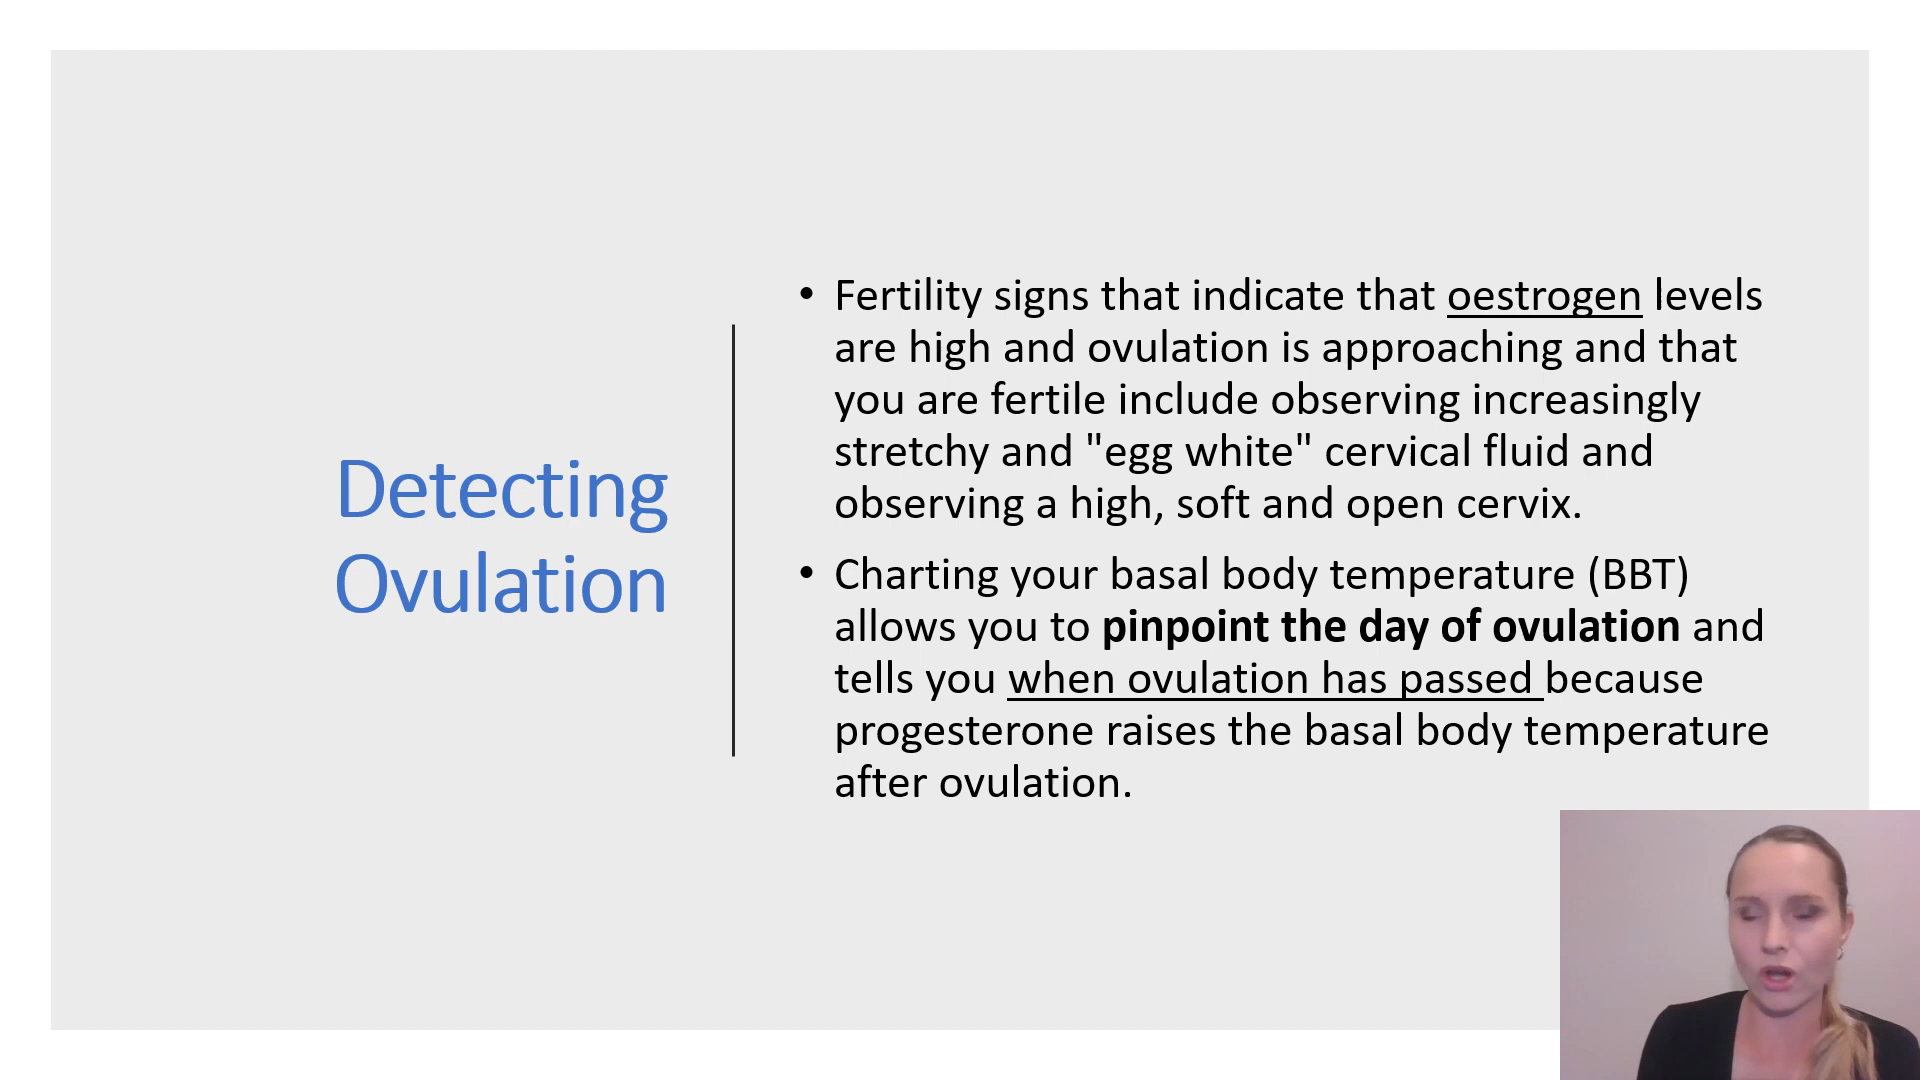 Detecting
Ovulation
• Fertility signs that indicate that oestrogen levels
are high and ovulation is approaching and that
you are fertile include observing increasingly
stretchy and "egg white" cervical fluid and
observing a high, soft and open cervix.
• Charting your basal body temperature (BBT)
allows you to pinpoint the day of ovulation and
tells you when ovulation has passed because
progesterone raises the basal body temperature
after ovulation.